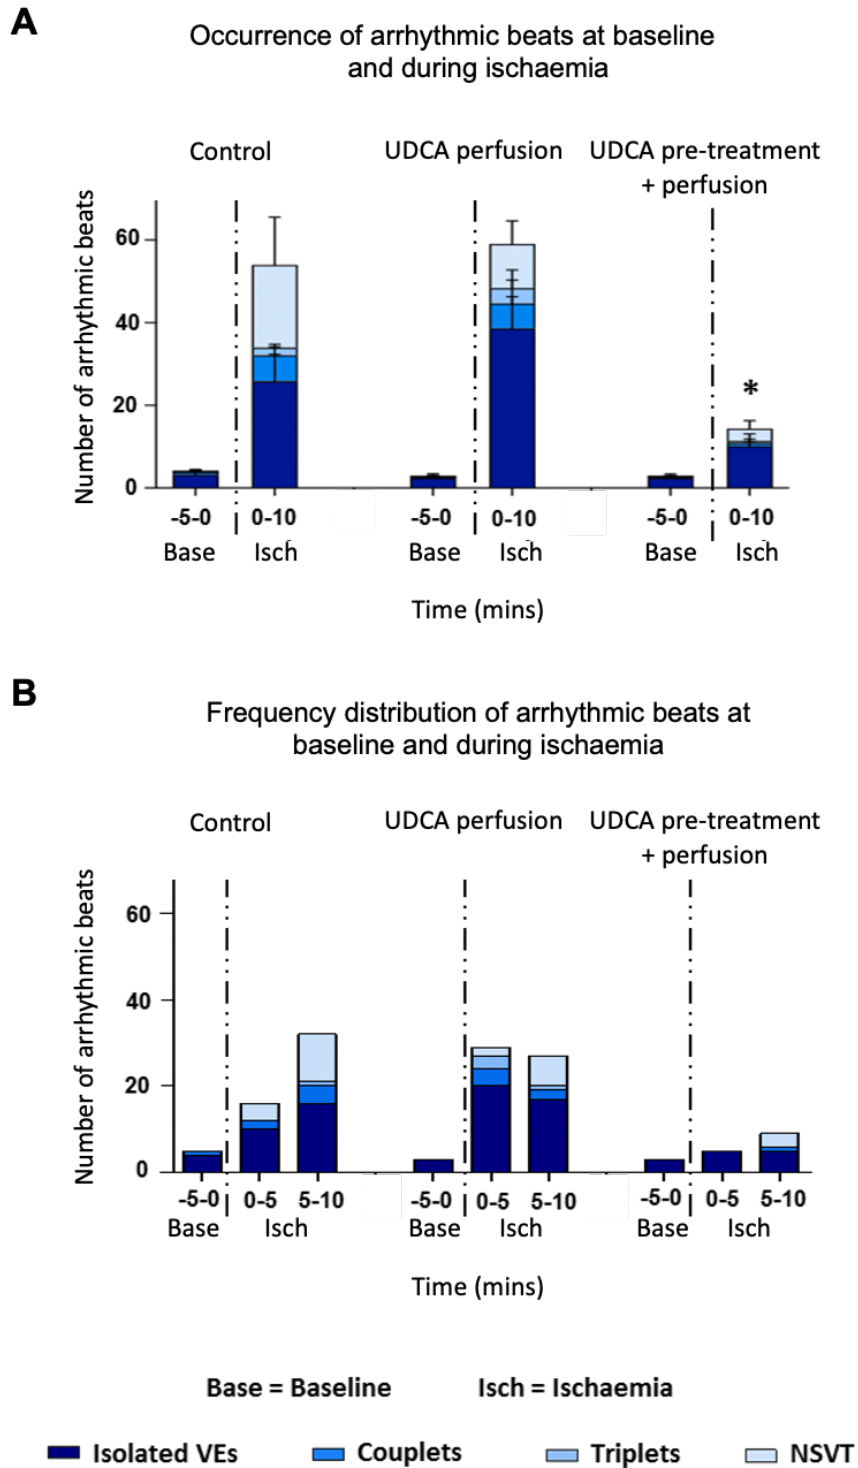 A
Occurrence of arrhythmic beats at baseline
and during ischaemia
Control
UDCA perfusion
UDCA pre-treatment
+ perfusion
Number of arrhythmic beats
60
40
20
0
*
-5-0 0-10 -5-0 0-10 -5-0 0-10
Base Isch Base Isch Base Isch
Time (mins)
B
Frequency distribution of arrhythmic beats at
baseline and during ischaemia
Control
UDCA perfusion
UDCA pre-treatment
+ perfusion
Number of arrhythmic beats
60
40
20
0
-5-0 0-5 5-10 -5-0 0-5 5-10 -5-0 0-5 5-10
Base Isch Base Isch Base Isch
Time (mins)
Base = Baseline Isch = Ischaemia
Isolated VEs Couplets Triplets NSVT